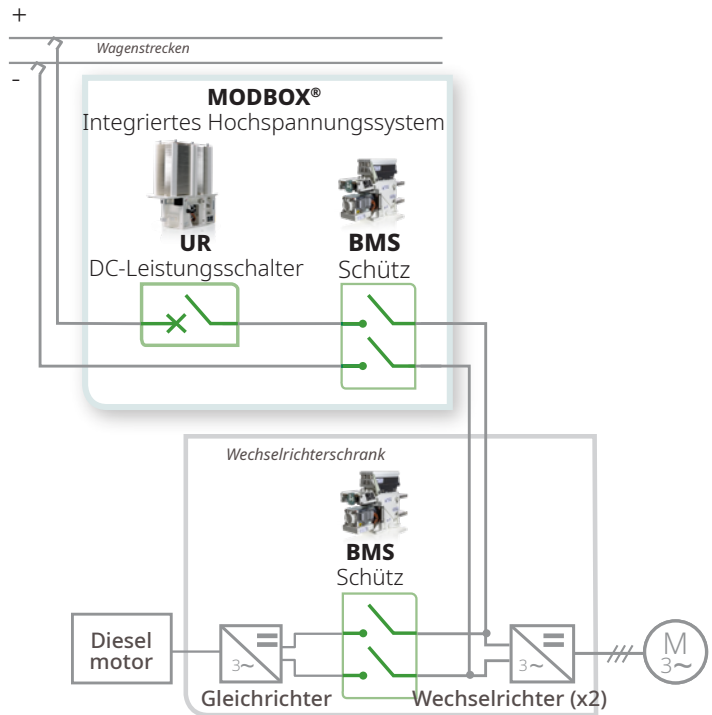 +
Wagenstrecken
-
MODBOX®
Integriertes Hochspannungssystem
UR
DC-Leistungsschalter
BMS
Schütz
Wechselrichterschrank
BMS
Schütz
Diesel
motor
3~
Gleichrichter
3~
Wechselrichter (x2)
M
3~